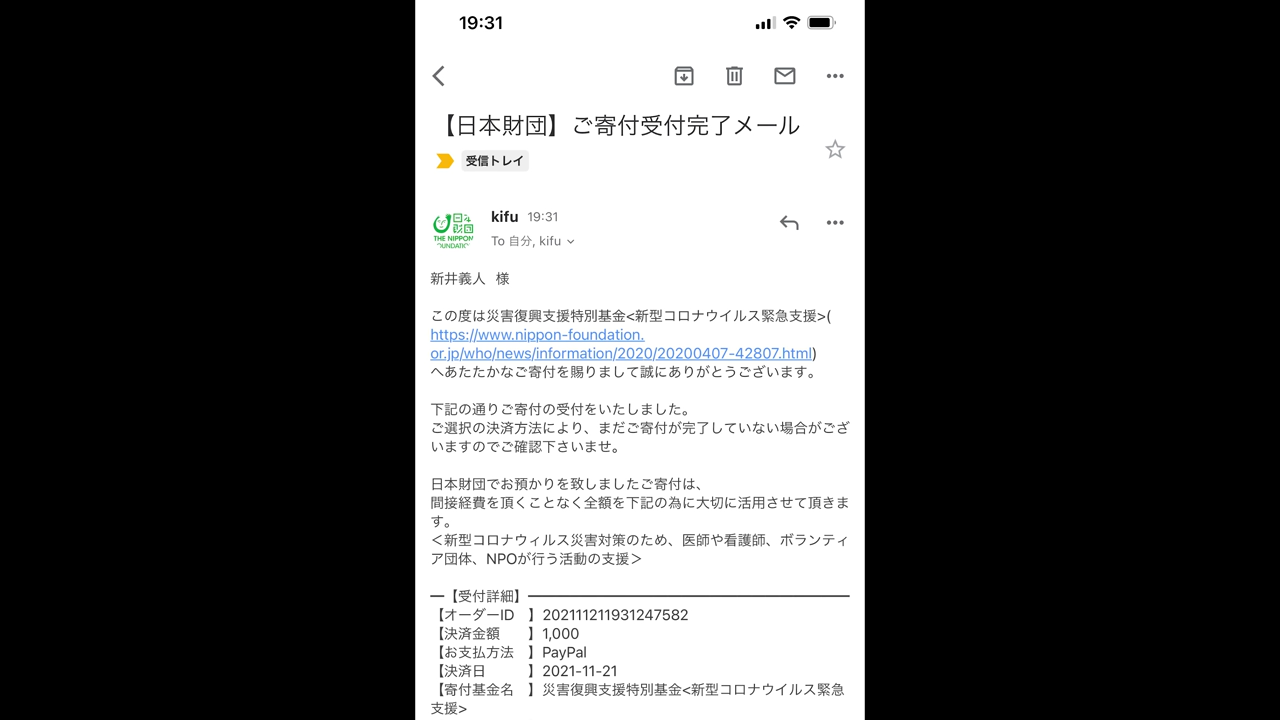 19:31
【日本財団】ご寄付受付完了メール
受信トレイ
kifu 19:31
To 自分, kifu
THE NIPPON
新井義人 様
この度は災害復興支援特別基金<新型コロナウイルス緊急支援>(
https://www.nippon-foundation.
or.jp/who/news/information/2020/20200407-42807.html)
へあたたかなご寄付を賜りまして誠にありがとうございます。
下記の通りご寄付の受付をいたしました。
ご選択の決済方法により、まだご寄付が完了していない場合がござ
いますのでご確認下さいませ。
日本財団でお預かりを致しましたご寄付は、
間接経費を頂くことなく全額を下記の為に大切に活用させて頂きま
す。
＜新型コロナウィルス災害対策のため、医師や看護師、ボランティ
ア団体、NPOが行う活動の支援＞
━【受付詳細】━━━━━━━━━━━━━━━━━━
【オーダーID　】202111211931247582
【決済金額　　】1,000
【お支払方法　】PayPal
【決済日　　　】2021-11-21
【寄付基金名　】災害復興支援特別基金<新型コロナウイルス緊急
支援>